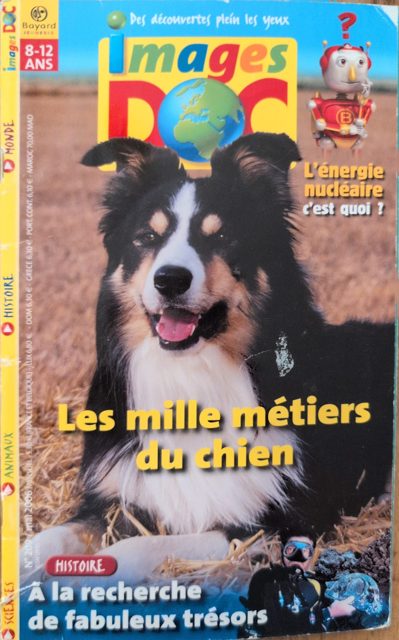 Bayard
JEUNESSE
8-12
ANS
Des découvertes plein les yeux
images
DOC
L'énergie
nucléaire
c'est quoi ?
Les mille métiers
du chien
HISTOIRE
À la recherche
de fabuleux trésors
images DOC
MONDE
HISTOIRE
ANIMAUX
SCIENCES